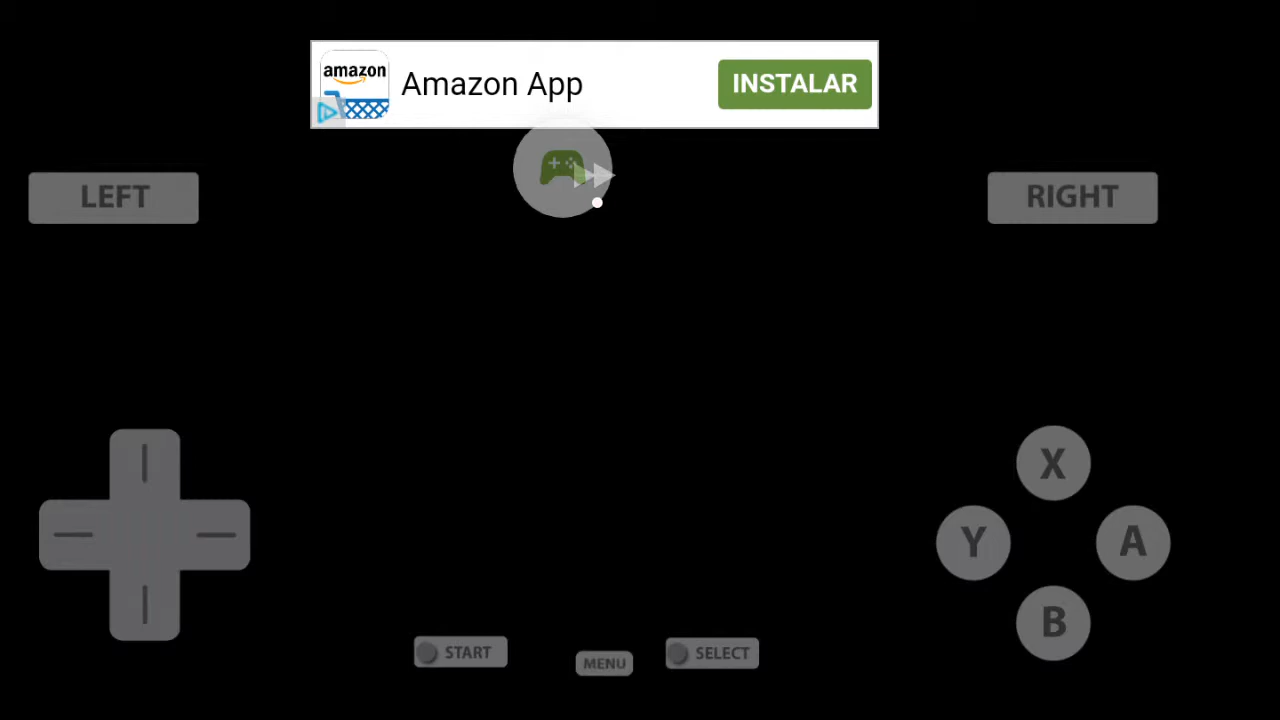 amazon
Amazon App
INSTALAR
LEFT
RIGHT
X
Y
A
B
START
MENU
SELECT